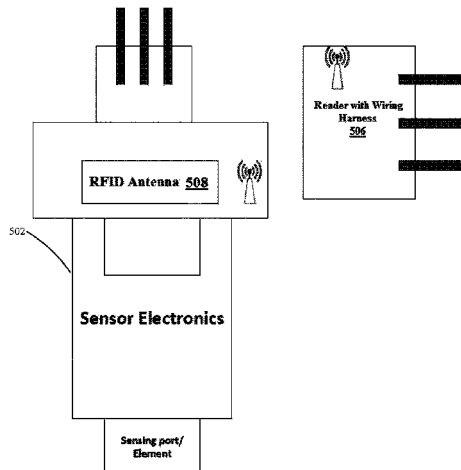 Reader with Wiring
Harness
506
RFID Antenna 508
502
Sensor Electronics
Sensing port/
Element